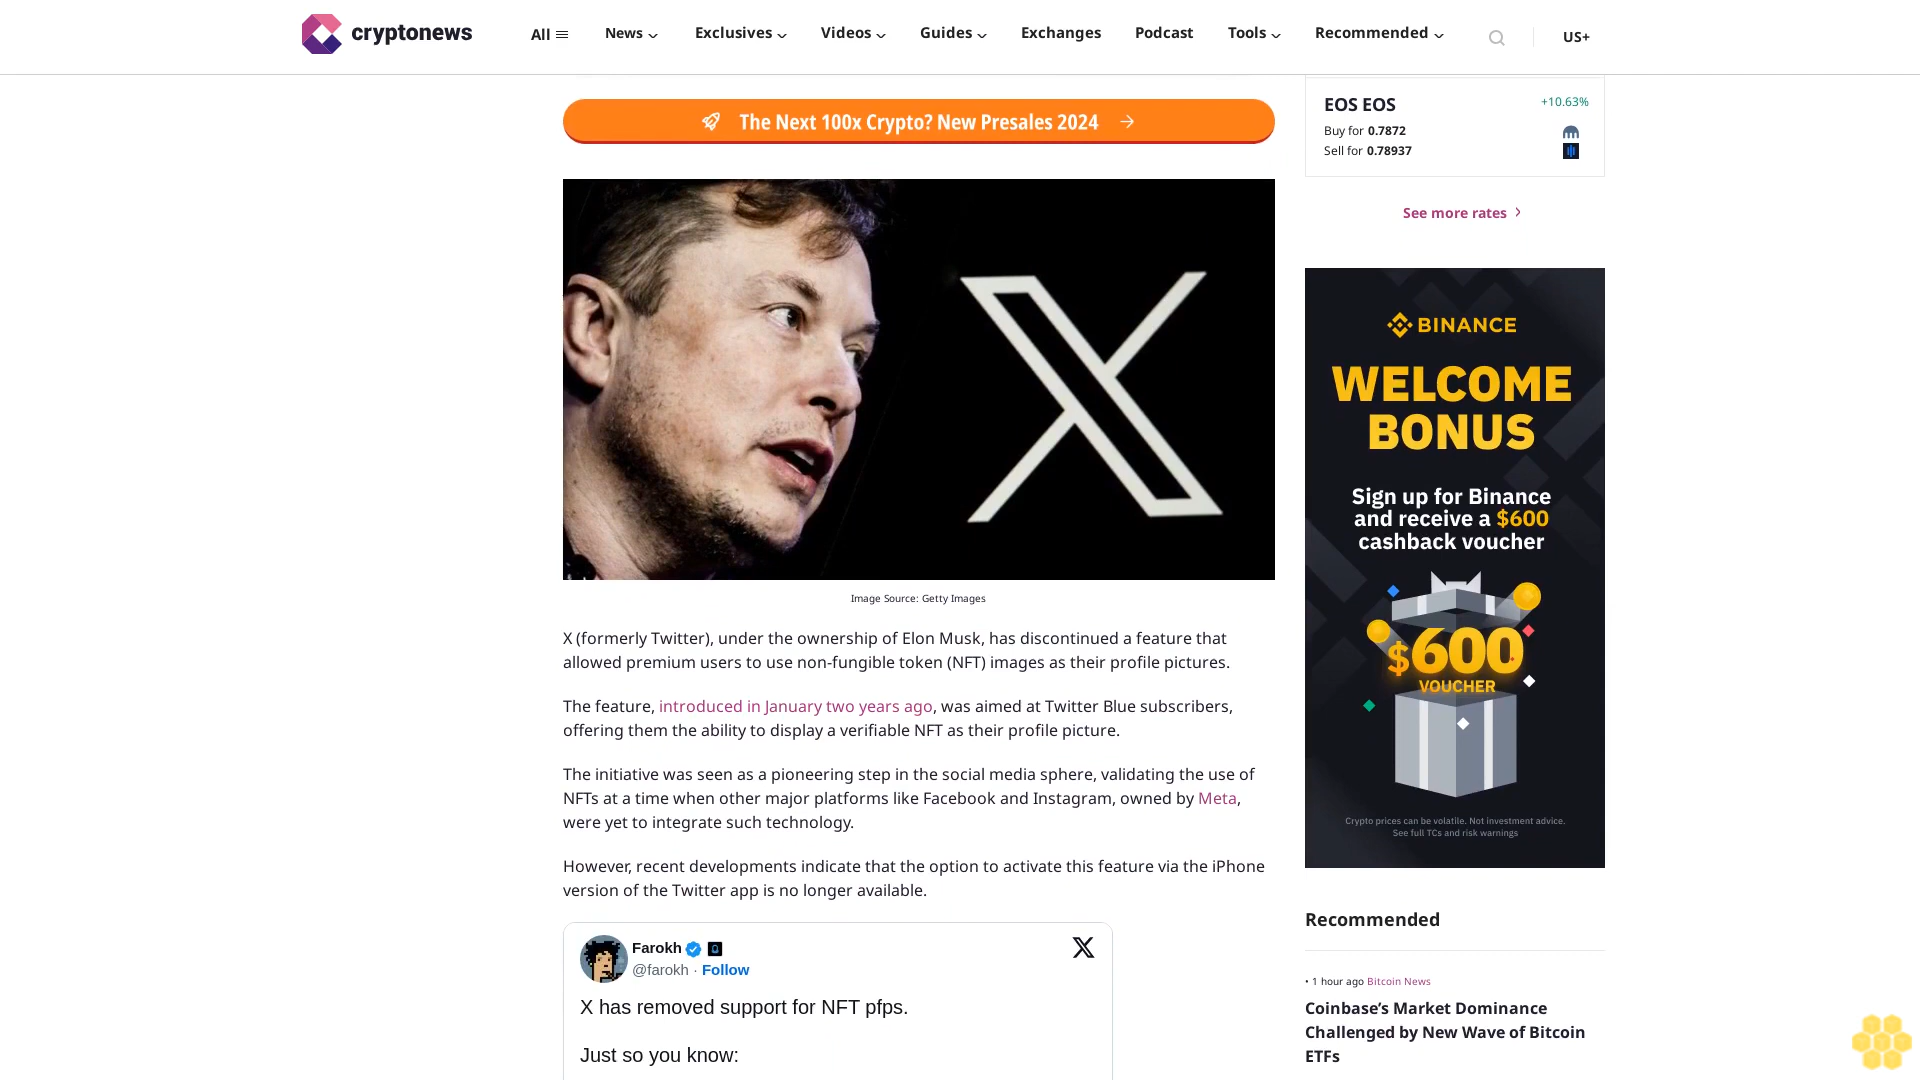 cryptonews
All
News
Exclusives
Videos
Guides
Exchanges
Podcast
Tools
Recommended
US+
The Next 100x Crypto? New Presales 2024
Image Source: Getty Images
X (formerly Twitter), under the ownership of Elon Musk, has discontinued a feature that
allowed premium users to use non-fungible token (NFT) images as their profile pictures.
The feature, introduced in January two years ago, was aimed at Twitter Blue subscribers,
offering them the ability to display a verifiable NFT as their profile picture.
The initiative was seen as a pioneering step in the social media sphere, validating the use of
NFTs at a time when other major platforms like Facebook and Instagram, owned by Meta,
were yet to integrate such technology.
However, recent developments indicate that the option to activate this feature via the iPhone
version of the Twitter app is no longer available.
Farokh
@farokh · Follow
X has removed support for NFT pfps.
Just so you know:
EOS EOS
+10.63%
Buy for 0.7872
Sell for 0.78937
See more rates
BINANCE
WELCOME
BONUS
Sign up for Binance
and receive a $600
cashback voucher
$600
VOUCHER
Crypto prices can be volatile. Not investment advice.
See full TCs and risk warnings
Recommended
• 1 hour ago Bitcoin News
Coinbase’s Market Dominance
Challenged by New Wave of Bitcoin
ETFs